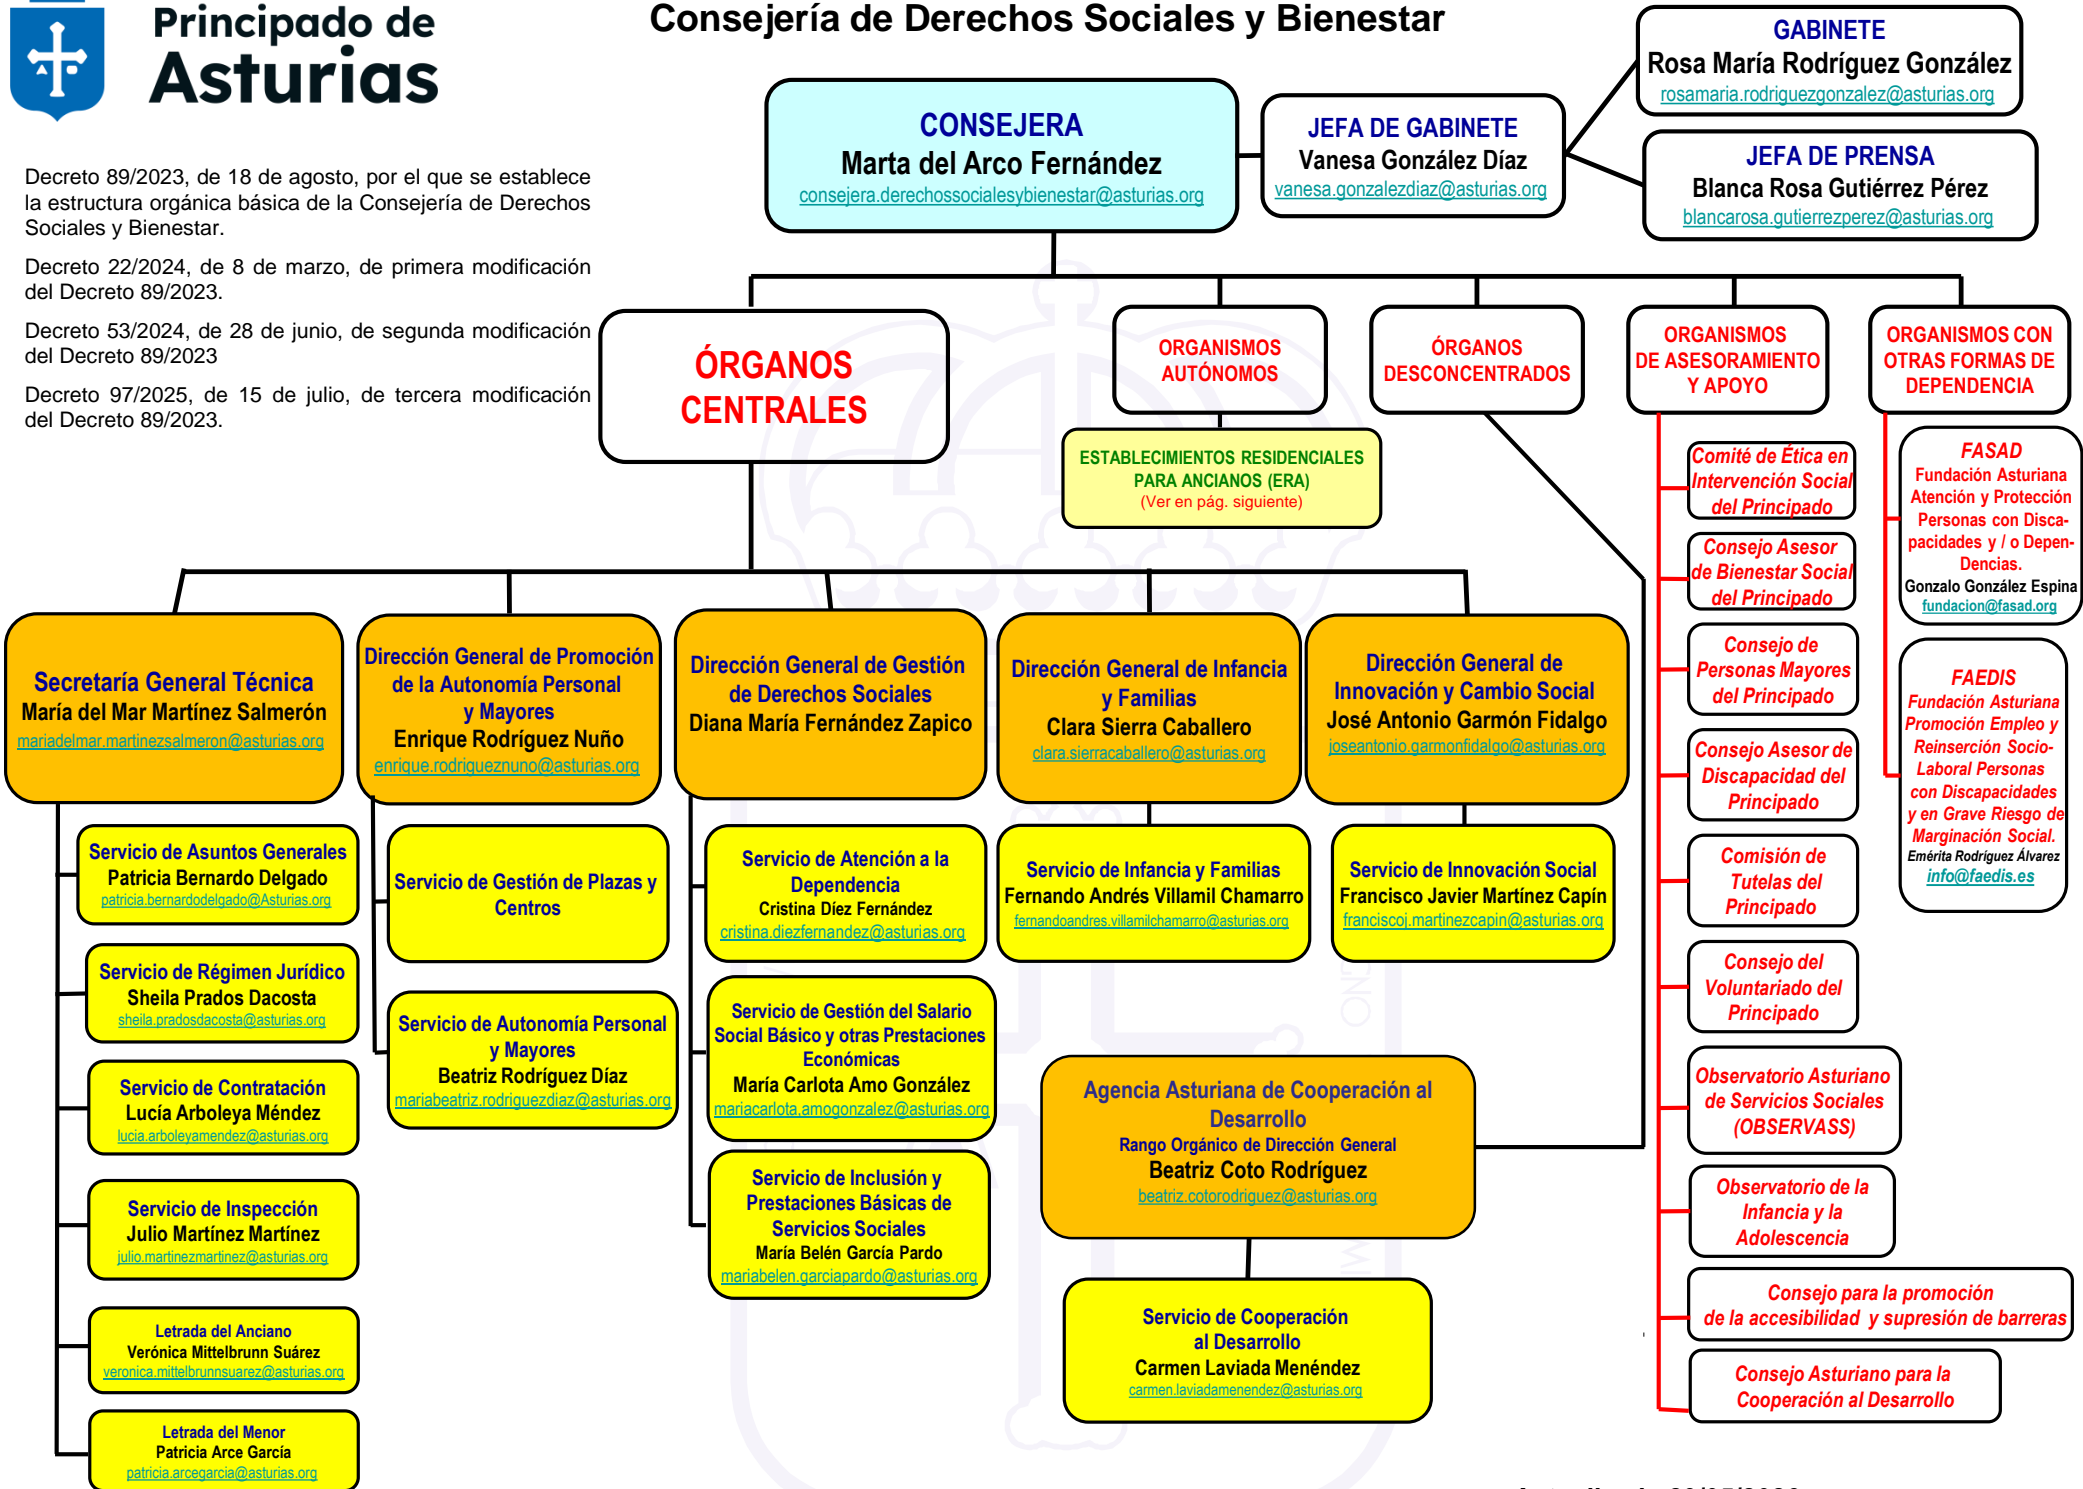 Principado de
Asturias
Consejería de Derechos Sociales y Bienestar
GABINETE
Rosa María Rodríguez González
rosamaria.rodriguezgonzalez@asturias.org
CONSEJERA
Marta del Arco Fernández
consejera.derechossocialesybienestar@asturias.org
JEFA DE GABINETE
Vanesa González Díaz
vanesa.gonzalezdiaz@asturias.org
JEFA DE PRENSA
Blanca Rosa Gutiérrez Pérez
blancarosa.gutierrezperez@asturias.org
Decreto 89/2023, de 18 de agosto, por el que se establece
la estructura orgánica básica de la Consejería de Derechos
Sociales y Bienestar.
Decreto 22/2024, de 8 de marzo, de primera modificación
del Decreto 89/2023.
Decreto 53/2024, de 28 de junio, de segunda modificación
del Decreto 89/2023
Decreto 97/2025, de 15 de julio, de tercera modificación
del Decreto 89/2023.
ÓRGANOS
CENTRALES
ORGANISMOS
AUTÓNOMOS
ÓRGANOS
DESCONCENTRADOS
ORGANISMOS
DE ASESORAMIENTO
Y APOYO
ORGANISMOS CON
OTRAS FORMAS DE
DEPENDENCIA
ESTABLECIMIENTOS RESIDENCIALES
PARA ANCIANOS (ERA)
(Ver en pág. siguiente)
Comité de Ética en
Intervención Social
del Principado
Consejo Asesor
de Bienestar Social
del Principado
Consejo de
Personas Mayores
del Principado
Consejo Asesor de
Discapacidad del
Principado
Comisión de
Tutelas del
Principado
Consejo del
Voluntariado del
Principado
Observatorio Asturiano
de Servicios Sociales
(OBSERVASS)
Observatorio de la
Infancia y la
Adolescencia
Consejo para la promoción
de la accesibilidad y supresión de barreras
Consejo Asturiano para la
Cooperación al Desarrollo
FASAD
Fundación Asturiana
Atención y Protección
Personas con Disca-
pacidades y / o Depen-
Dencias.
Gonzalo González Espina
fundacion@fasad.org
FAEDIS
Fundación Asturiana
Promoción Empleo y
Reinserción Socio-
Laboral Personas
con Discapacidades
y en Grave Riesgo de
Marginación Social.
Emérita Rodríguez Álvarez
info@faedis.es
Secretaría General Técnica
María del Mar Martínez Salmerón
mariadelmar.martinezsalmeron@asturias.org
Dirección General de Promoción
de la Autonomía Personal
y Mayores
Enrique Rodríguez Nuño
enrique.rodrigueznuno@asturias.org
Dirección General de Gestión
de Derechos Sociales
Diana María Fernández Zapico
Dirección General de Infancia
y Familias
Clara Sierra Caballero
clara.sierracaballero@asturias.org
Dirección General de
Innovación y Cambio Social
José Antonio Garmón Fidalgo
joseantonio.garmonfidalgo@asturias.org
Servicio de Asuntos Generales
Patricia Bernardo Delgado
patricia.bernardodelgado@Asturias.org
Servicio de Régimen Jurídico
Sheila Prados Dacosta
sheila.pradosdacosta@asturias.org
Servicio de Contratación
Lucía Arboleya Méndez
lucia.arboleyamendez@asturias.org
Servicio de Inspección
Julio Martínez Martínez
julio.martinezmartinez@asturias.org
Letrada del Anciano
Verónica Mittelbrunn Suárez
veronica.mittelbrunnsuarez@asturias.org
Letrada del Menor
Patricia Arce García
patricia.arcegarcia@asturias.org
Servicio de Gestión de Plazas y
Centros
Servicio de Autonomía Personal
y Mayores
Beatriz Rodríguez Díaz
mariabeatriz.rodriguezdiaz@asturias.org
Servicio de Atención a la
Dependencia
Cristina Díez Fernández
cristina.diezfernandez@asturias.org
Servicio de Gestión del Salario
Social Básico y otras Prestaciones
Económicas
María Carlota Amo González
mariacarlota,amogonzalez@asturias.org
Servicio de Inclusión y
Prestaciones Básicas de
Servicios Sociales
María Belén García Pardo
mariabelen.garciapardo@asturias.org
Servicio de Infancia y Familias
Fernando Andrés Villamil Chamarro
fernandoandres.villamilchamarro@asturias.org
Servicio de Innovación Social
Francisco Javier Martínez Capín
franciscoj.martinezcapin@asturias.org
Agencia Asturiana de Cooperación al
Desarrollo
Rango Orgánico de Dirección General
Beatriz Coto Rodríguez
beatriz.cotorodriguez@asturias.org
Servicio de Cooperación
al Desarrollo
Carmen Laviada Menéndez
carmen.laviadamenendez@asturias.org